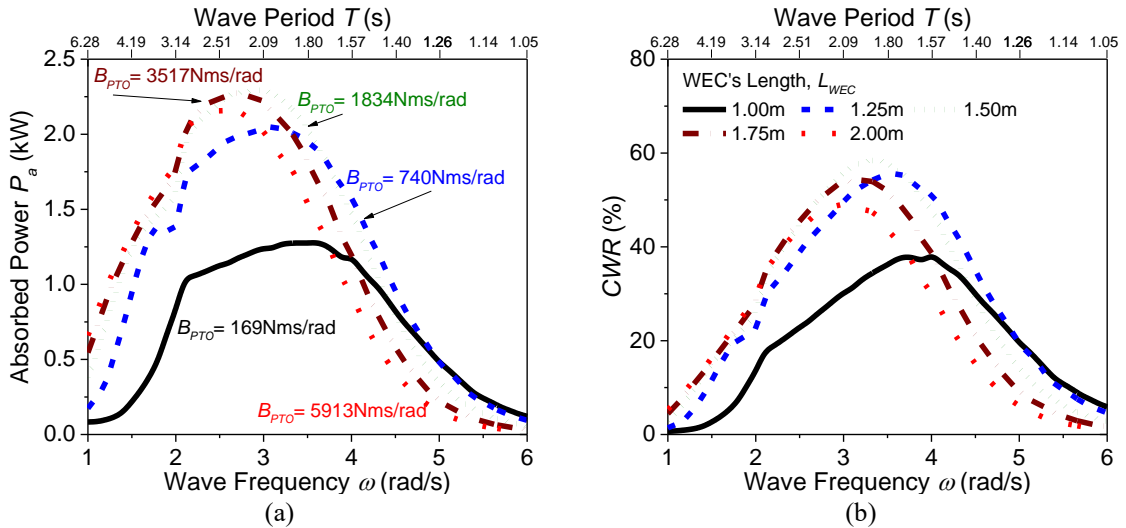 Wave Period T (s)
6.28 4.19 3.14 2.51 2.09 1.80 1.57 1.40 1.26 1.14 1.05
B_PTO= 3517Nms/rad
B_PTO= 1834Nms/rad
B_PTO= 740Nms/rad
B_PTO= 169Nms/rad
B_PTO= 5913Nms/rad
Absorbed Power P_a (kW)
2.5
2.0
1.5
1.0
0.5
0.0
1 2 3 4 5 6
Wave Frequency ω (rad/s)
(a)
Wave Period T (s)
6.28 4.19 3.14 2.51 2.09 1.80 1.57 1.40 1.26 1.14 1.05
WEC's Length, L_WEC
1.00m 1.25m 1.50m
1.75m 2.00m
CWR (%)
80
60
40
20
0
1 2 3 4 5 6
Wave Frequency ω (rad/s)
(b)